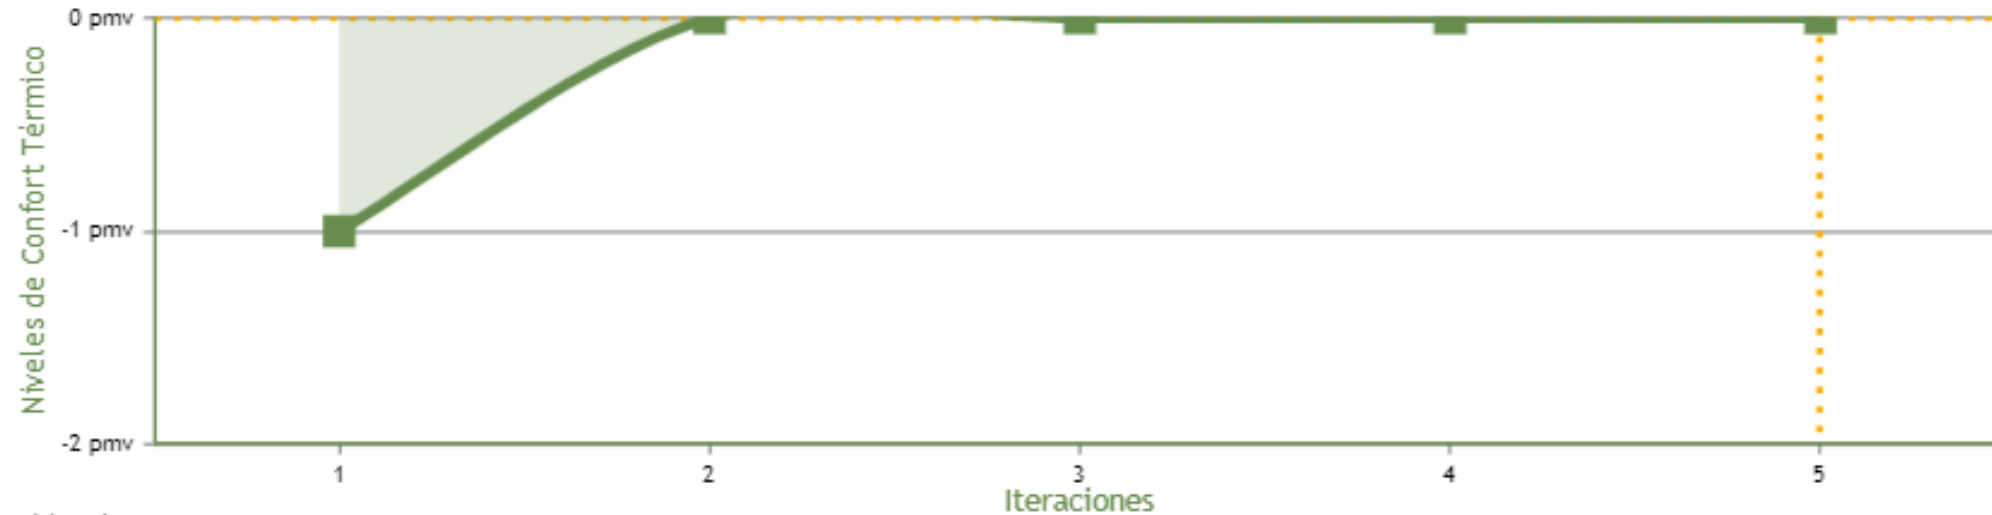 0 pmv
-1 pmv
-2 pmv
Niveles de Confort Térmico
1 2 3 4 5
Iteraciones